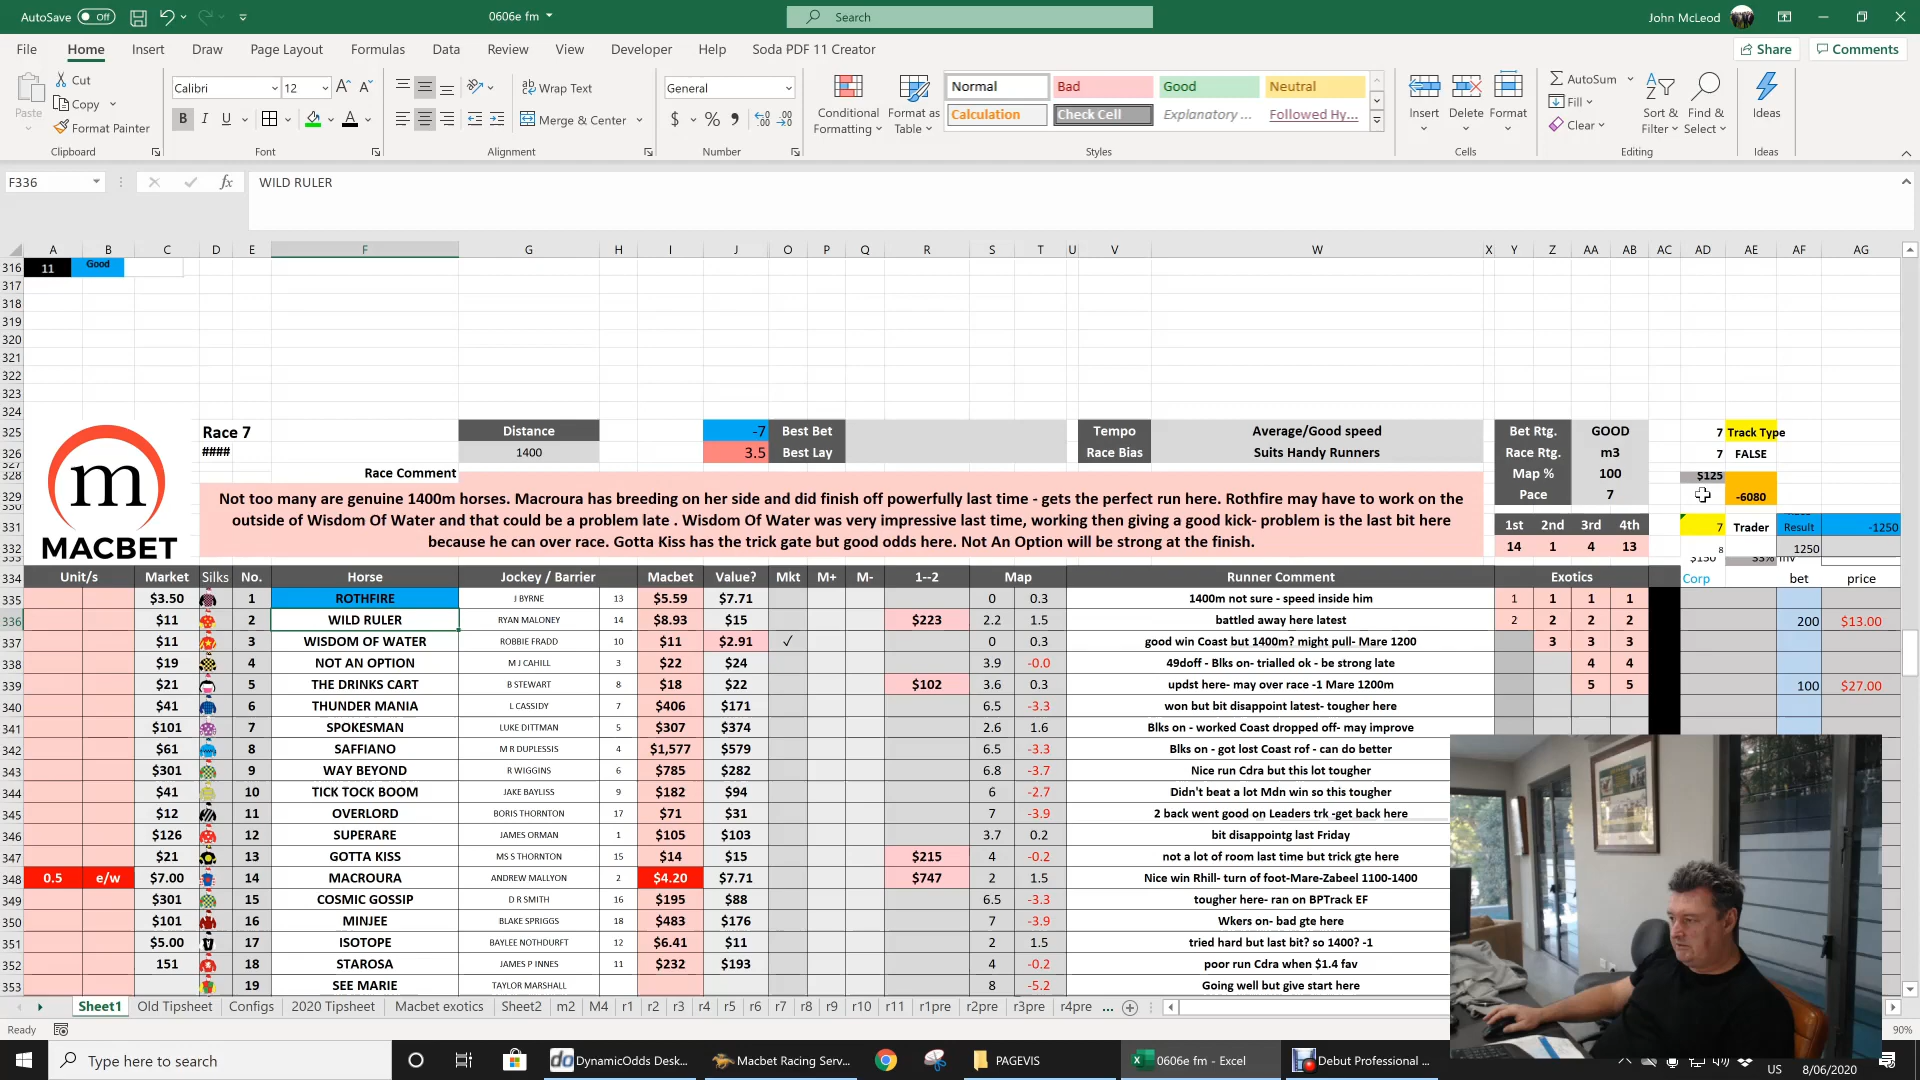 AutoSave Off 0606e fm Search John McLeod
File Home Insert Draw Page Layout Formulas Data Review View Developer Help Soda PDF 11 Creator Share Comments
Paste Cut Copy Format Painter Clipboard
Calibri 12 B I U Font
Wrap Text Merge & Center Alignment
General $ % Number
Conditional Formatting Format as Table
Normal Bad Good Neutral
Calculation Check Cell Explanatory ... Followed Hy...
Styles
Insert Delete Format Cells
AutoSum Fill Clear Sort & Filter Find & Select Editing
Ideas Ideas
F336 fx WILD RULER
A B C D E F G H I J O P Q R S T U V W X Y Z AA AB AC AD AE AF AG
316 11 Good
317
318
319
320
321
322
323
324
325 Race 7 Distance -7 Best Bet Tempo Average/Good speed Bet Rtg. GOOD 7 Track Type
326 #### 1400 3.5 Best Lay Race Bias Suits Handy Runners Race Rtg. m3 7 FALSE
Race Comment Map % 100 $125
329 Not too many are genuine 1400m horses. Macroura has breeding on her side and did finish off powerfully last time - gets the perfect run here. Rothfire may have to work on the Pace 7 -6080
331 outside of Wisdom Of Water and that could be a problem late . Wisdom Of Water was very impressive last time, working then giving a good kick- problem is the last bit here 1st 2nd 3rd 4th 7 Trader Result -1250
332 because he can over race. Gotta Kiss has the trick gate but good odds here. Not An Option will be strong at the finish. 14 1 4 13 8 1250
m
MACBET
334 Unit/s Market Silks No. Horse Jockey / Barrier Macbet Value? Mkt M+ M- 1--2 Map Runner Comment Exotics Corp bet price
335 $3.50 1 ROTHFIRE J BYRNE 13 $5.59 $7.71 0 0.3 1400m not sure - speed inside him 1 1 1 1
336 $11 2 WILD RULER RYAN MALONEY 14 $8.93 $15 $223 2.2 1.5 battled away here latest 2 2 2 2 200 $13.00
337 $11 3 WISDOM OF WATER ROBBIE FRADD 10 $11 $2.91 ✓ 0 0.3 good win Coast but 1400m? might pull- Mare 1200 3 3 3
338 $19 4 NOT AN OPTION M J CAHILL 3 $22 $24 3.9 -0.0 49doff - Blks on- trialled ok - be strong late 4 4
339 $21 5 THE DRINKS CART B STEWART 8 $18 $22 $102 3.6 0.3 updst here- may over race -1 Mare 1200m 5 5 100 $27.00
340 $41 6 THUNDER MANIA L CASSIDY 7 $406 $171 6.5 -3.3 won but bit disappoint latest- tougher here
341 $101 7 SPOKESMAN LUKE DITTMAN 5 $307 $374 2.6 1.6 Blks on - worked Coast dropped off- may improve
342 $61 8 SAFFIANO M R DUPLESSIS 4 $1,577 $579 6.5 -3.3 Blks on - got lost Coast rof - can do better
343 $301 9 WAY BEYOND R WIGGINS 6 $785 $282 6.8 -3.7 Nice run Cdra but this lot tougher
344 $41 10 TICK TOCK BOOM JAKE BAYLISS 9 $182 $94 6 -2.7 Didn't beat a lot Mdn win so this tougher
345 $12 11 OVERLORD BORIS THORNTON 17 $71 $31 7 -3.9 2 back went good on Leaders trk -get back here
346 $126 12 SUPERARE JAMES ORMAN 1 $105 $103 3.7 0.2 bit disappointg last Friday
347 $21 13 GOTTA KISS MS S THORNTON 15 $14 $15 $215 4 -0.2 not a lot of room last time but trick gte here
348 0.5 e/w $7.00 14 MACROURA ANDREW MALLYON 2 $4.20 $7.71 $747 2 1.5 Nice win Rhill- turn of foot-Mare-Zabeel 1100-1400
349 $301 15 COSMIC GOSSIP D R SMITH 16 $195 $88 6.5 -3.3 tougher here- ran on BPTrack EF
350 $101 16 MINJEE BLAKE SPRIGGS 18 $483 $176 7 -3.9 Wkers on- bad gte here
351 $5.00 17 ISOTOPE BAYLEE NOTHDURFT 12 $6.41 $11 2 1.5 tried hard but last bit? so 1400? -1
352 151 18 STAROSA JAMES P INNES 11 $232 $193 4 -0.2 poor run Cdra when $1.4 fav
353 19 SEE MARIE TAYLOR MARSHALL 8 -5.2 Going well but give start here
Sheet1 Old Tipsheet Configs 2020 Tipsheet Macbet exotics Sheet2 m2 M4 r1 r2 r3 r4 r5 r6 r7 r8 r9 r10 r11 r1pre r2pre r3pre r4pre ...
Ready 90%
Type here to search DynamicOdds Desk... Macbet Racing Serv... PAGEVIS 0606e fm - Excel Debut Professional ... US 8/06/2020